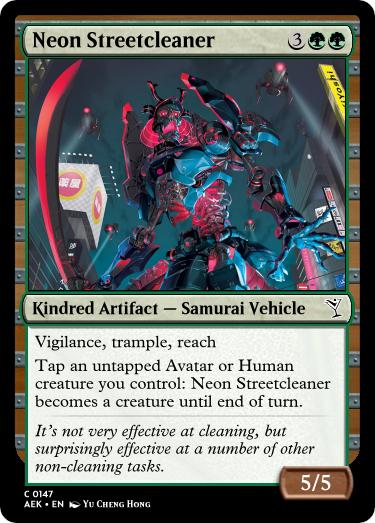 Neon Streetcleaner 3
Kindred Artifact — Samurai Vehicle
Vigilance, trample, reach
Tap an untapped Avatar or Human
creature you control: Neon Streetcleaner
becomes a creature until end of turn.
It's not very effective at cleaning, but
surprisingly effective at a number of other
non-cleaning tasks.
5/5
C 0147
AEK • EN Yu Cheng Hong